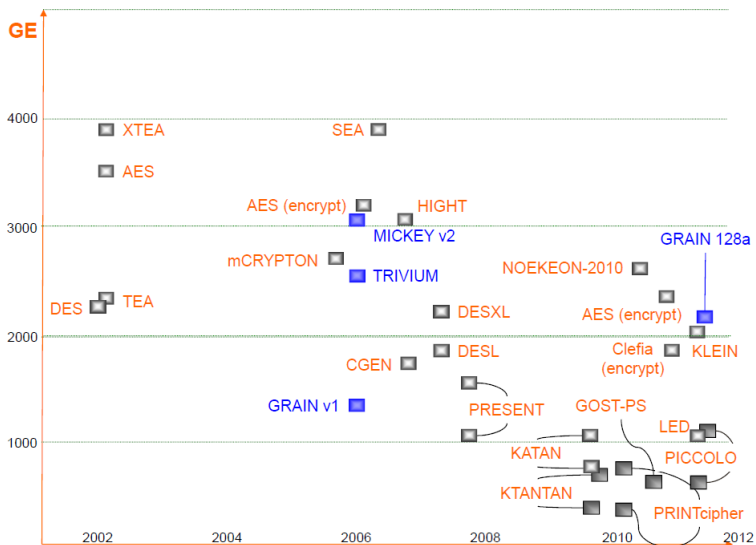 GE
4000
XTEA
SEA
AES
AES (encrypt)
HIGHT
3000
MICKEY v2
GRAIN 128a
mCRYPTON
TRIVIUM
NOEKEON-2010
DES
TEA
DESXL
AES (encrypt)
2000
CGEN
DESL
Clefia
(encrypt)
KLEIN
GRAIN v1
PRESENT
GOST-PS
1000
LED
KATAN
PICCOLO
KTANTAN
PRINTcipher
2002
2004
2006
2008
2010
2012